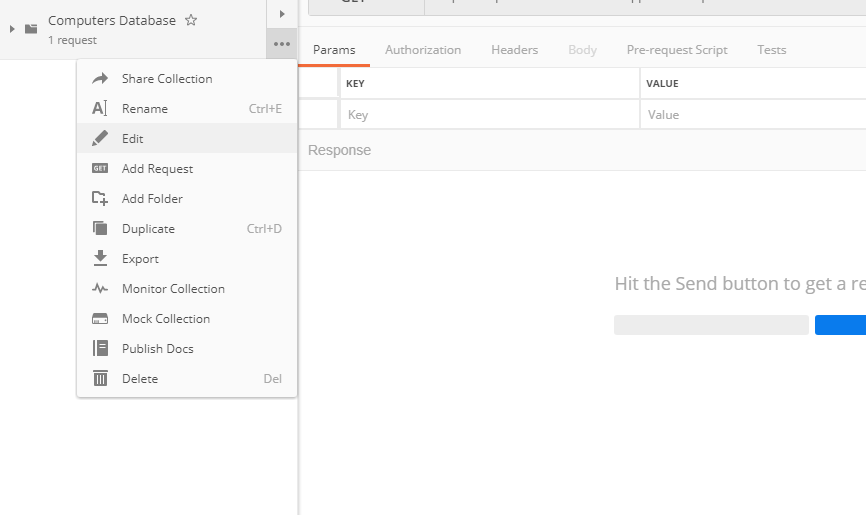 Computers Database
1 request
Share Collection
Rename Ctrl+E
Edit
GET Add Request
Add Folder
Duplicate Ctrl+D
Export
Monitor Collection
Mock Collection
Publish Docs
Delete Del
Params Authorization Headers Body Pre-request Script Tests
KEY VALUE
Key Value
Response
Hit the Send button to get a re